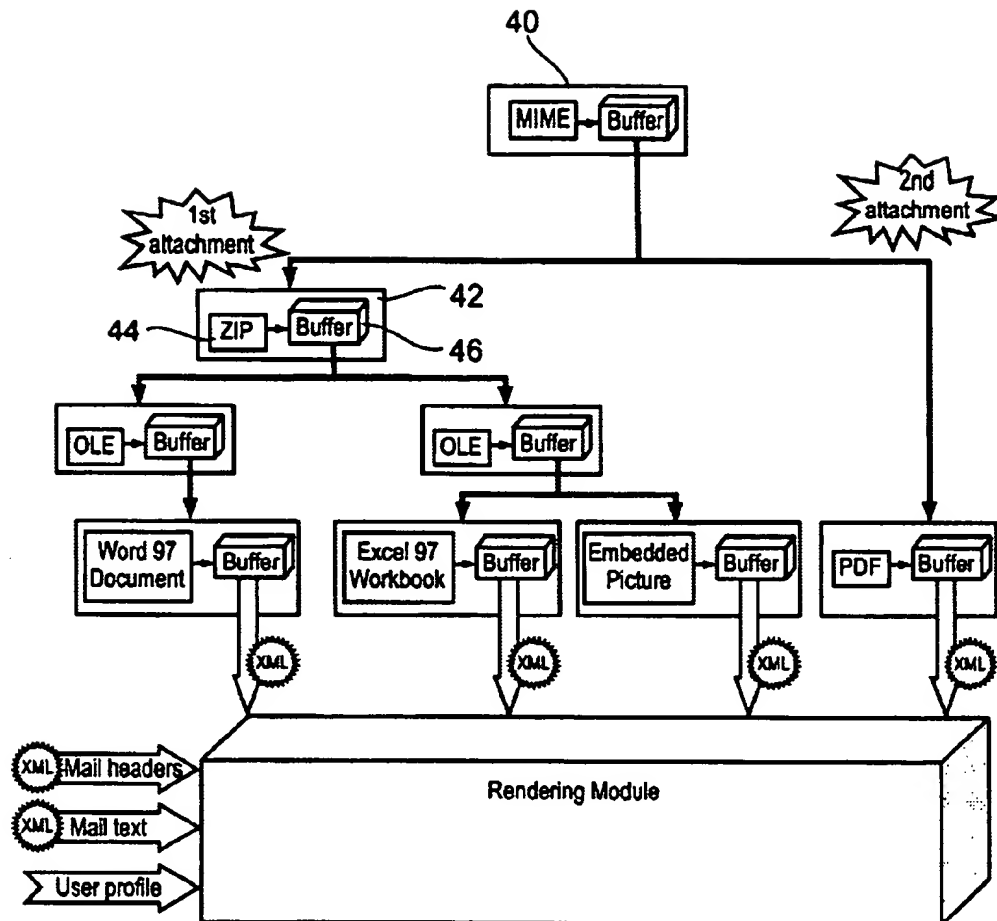 40
MIME
Buffer
1st
attachment
2nd
attachment
42
44
ZIP
Buffer
46
OLE
Buffer
OLE
Buffer
Word 97
Document
Buffer
Excel 97
Workbook
Buffer
Embedded
Picture
Buffer
PDF
Buffer
XML
XML
XML
XML
XML
Mail headers
Rendering Module
XML
Mail text
User profile